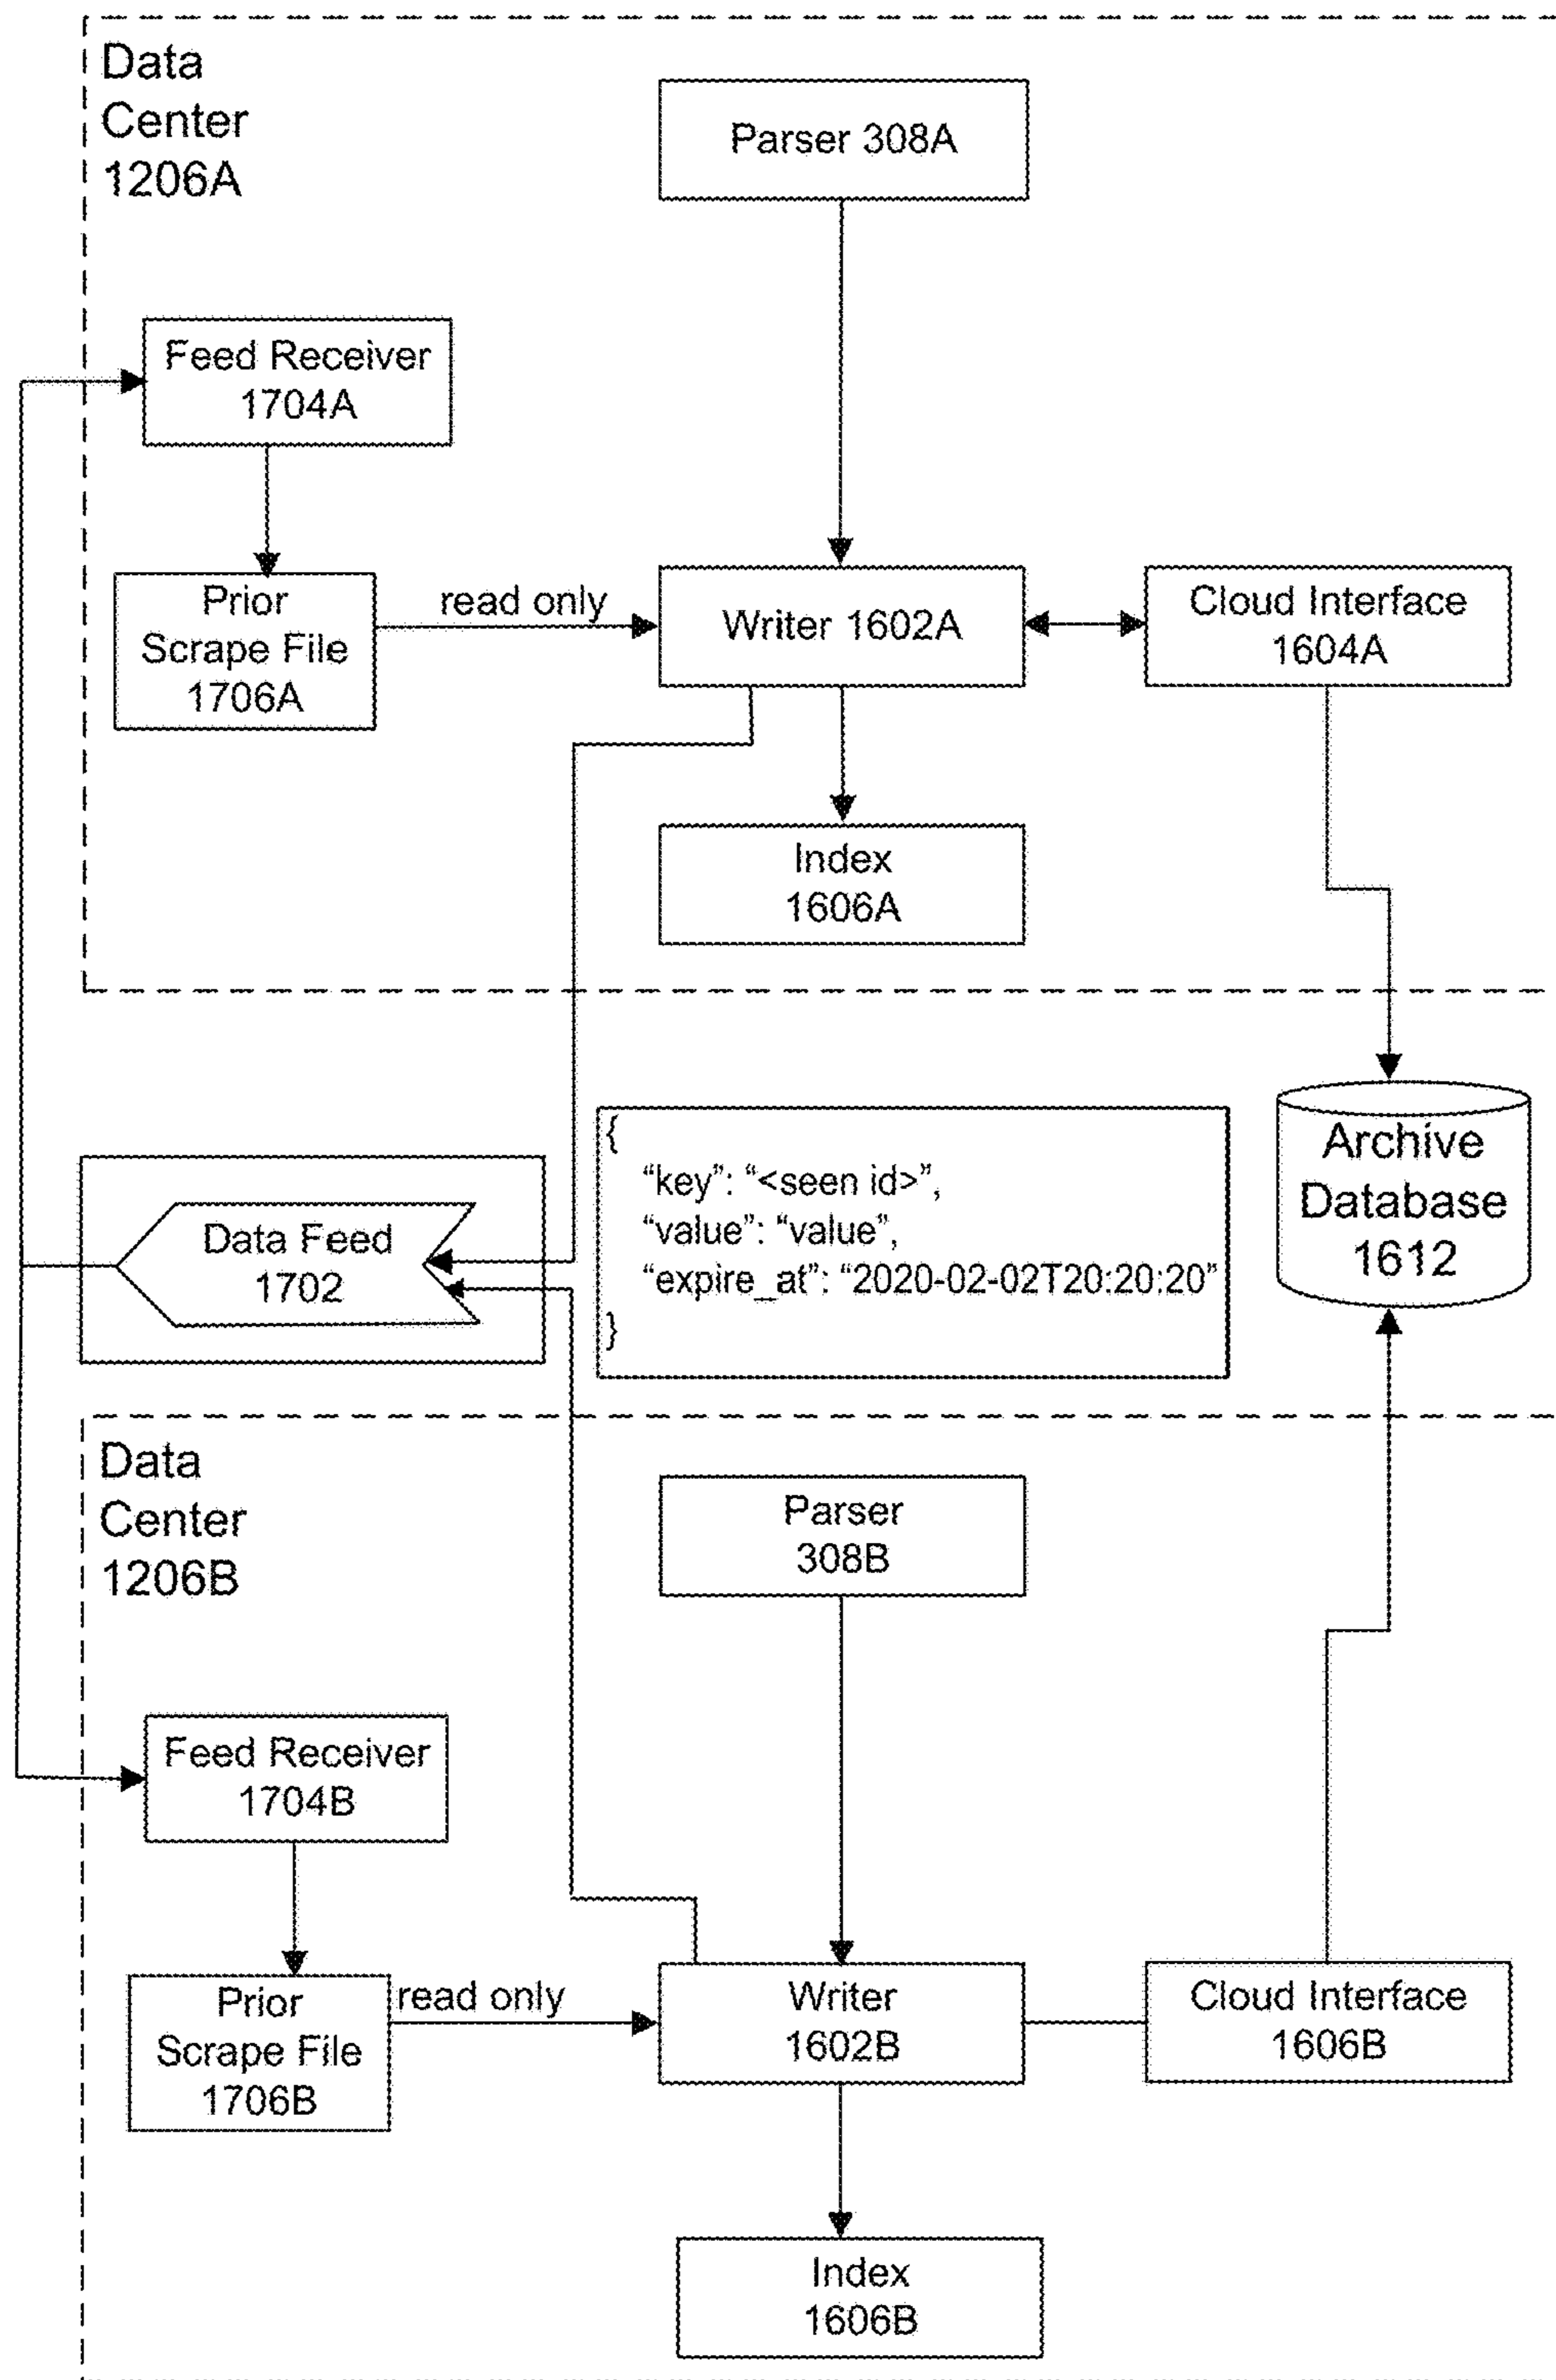 Data
Center
1206A
Parser 308A
Feed Receiver
1704A
Prior
Scrape File
1706A
read only
Writer 1602A
Cloud Interface
1604A
Index
1606A
Data Feed
1702
{
“key”: “<seen id>”,
“value”: “value”,
“expire_at”: “2020-02-02T20:20:20”
}
Archive
Database
1612
Data
Center
1206B
Parser
308B
Feed Receiver
1704B
Prior
Scrape File
1706B
read only
Writer
1602B
Cloud Interface
1606B
Index
1606B